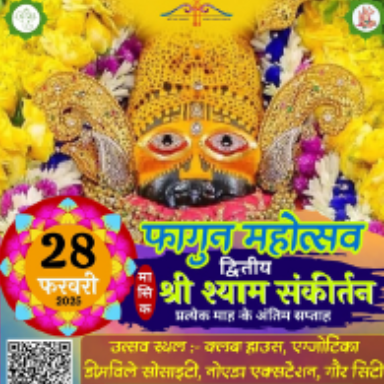 फागुन महोत्सव
28
फरवरी
2025
द्वितीय
मासिक
श्री श्याम संकीर्तन
प्रत्येक माह के अंतिम सप्ताह
उत्सव स्थल :- क्लब हाउस, एग्जोटिका
ड्रीमविले सोसाइटी, नोएडा एक्सटेंशन, गौर सिटी